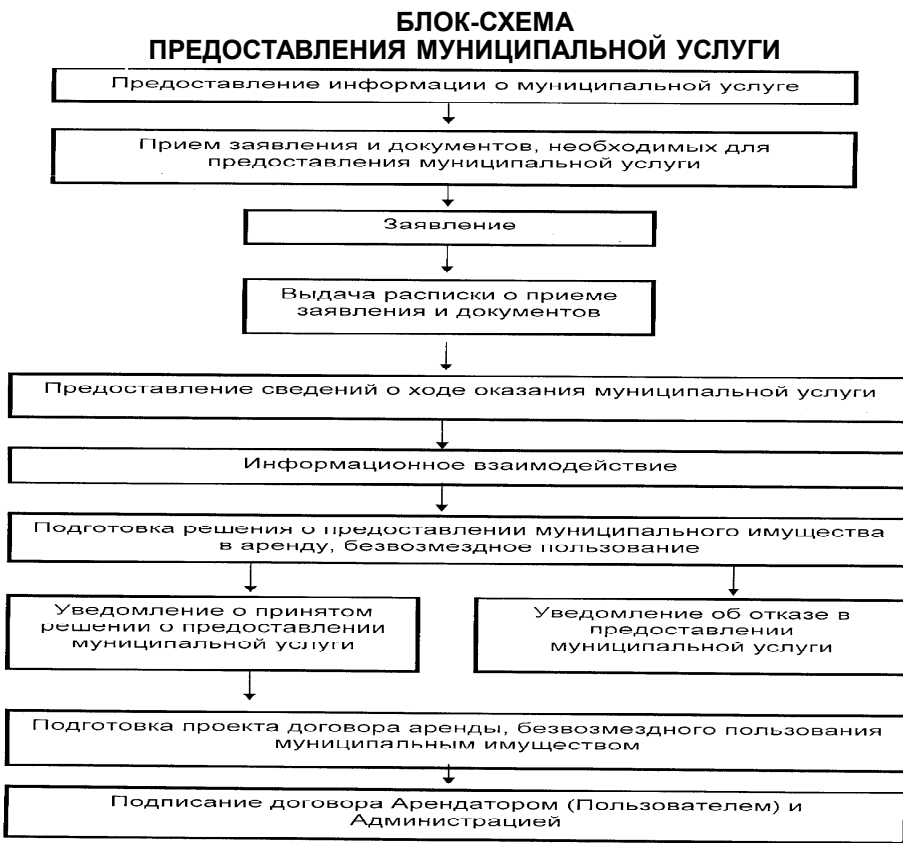 БЛОК-СХЕМА
ПРЕДОСТАВЛЕНИЯ МУНИЦИПАЛЬНОЙ УСЛУГИ
Предоставление информации о муниципальной услуге
Прием заявления и документов, необходимых для
предоставления муниципальной услуги
Заявление
Выдача расписки о приеме
заявления и документов
Предоставление сведений о ходе оказания муниципальной услуги
Информационное взаимодействие
Подготовка решения о предоставлении муниципального имущества
в аренду, безвозмездное пользование
Уведомление о принятом
решении о предоставлении
муниципальной услуги
Уведомление об отказе в
предоставлении
муниципальной услуги
Подготовка проекта договора аренды, безвозмездного пользования
муниципальным имуществом
Подписание договора Арендатором (Пользователем) и
Администрацией